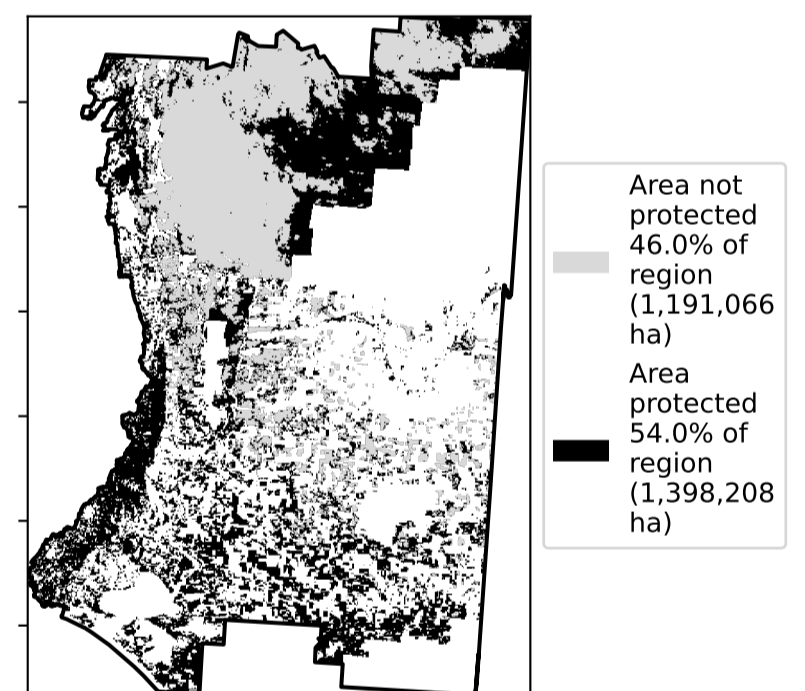 Area not
protected
46.0% of
region
(1,191,066
ha)
Area
protected
54.0% of
region
(1,398,208
ha)